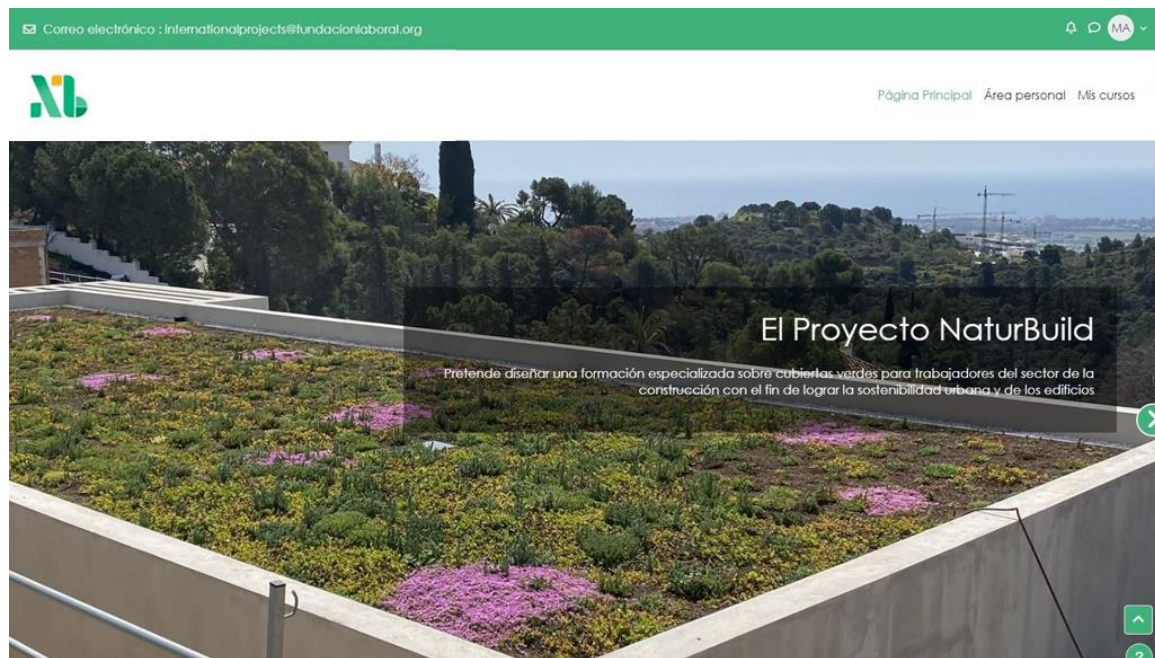 Correo electrónico : internationalprojects@fundacionlaboral.org
MA
Página Principal Área personal Mis cursos
El Proyecto NaturBuild
Pretende diseñar una formación especializada sobre cubiertas verdes para trabajadores del sector de la
construcción con el fin de lograr la sostenibilidad urbana y de los edificios
?